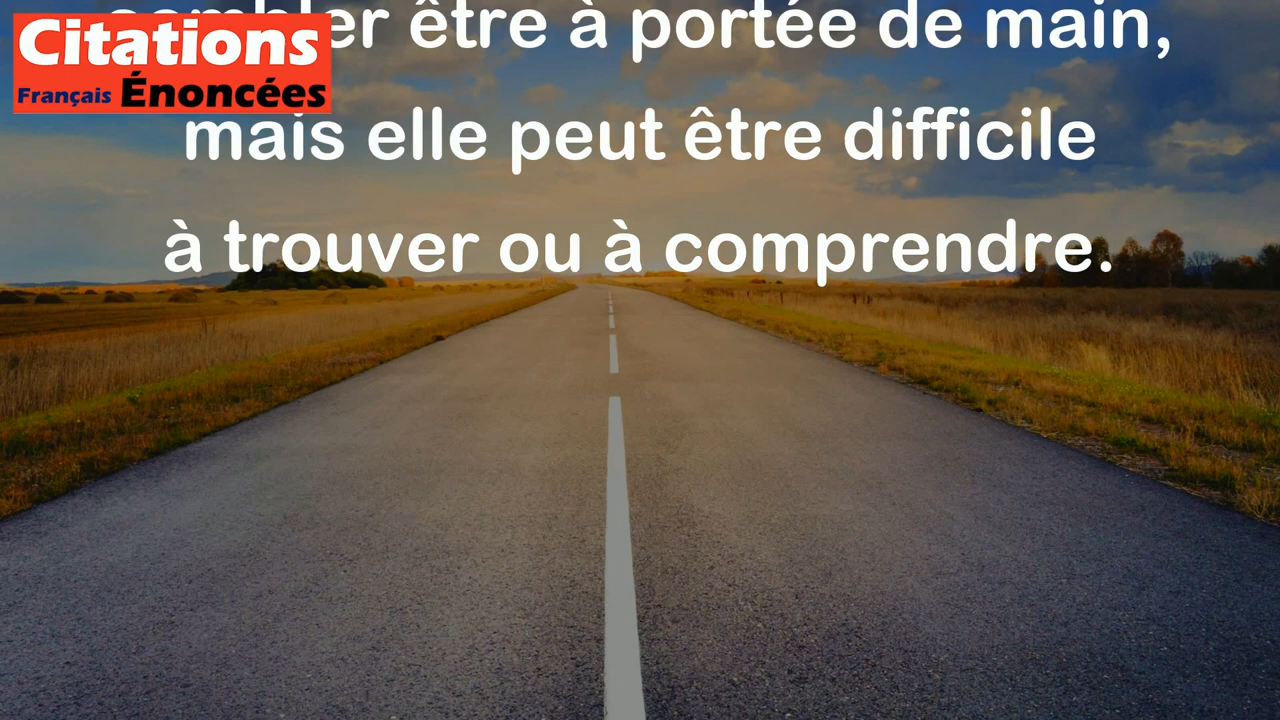 Citations
Français Énoncées
être à portée de main,
mais elle peut être difficile
à trouver ou à comprendre.